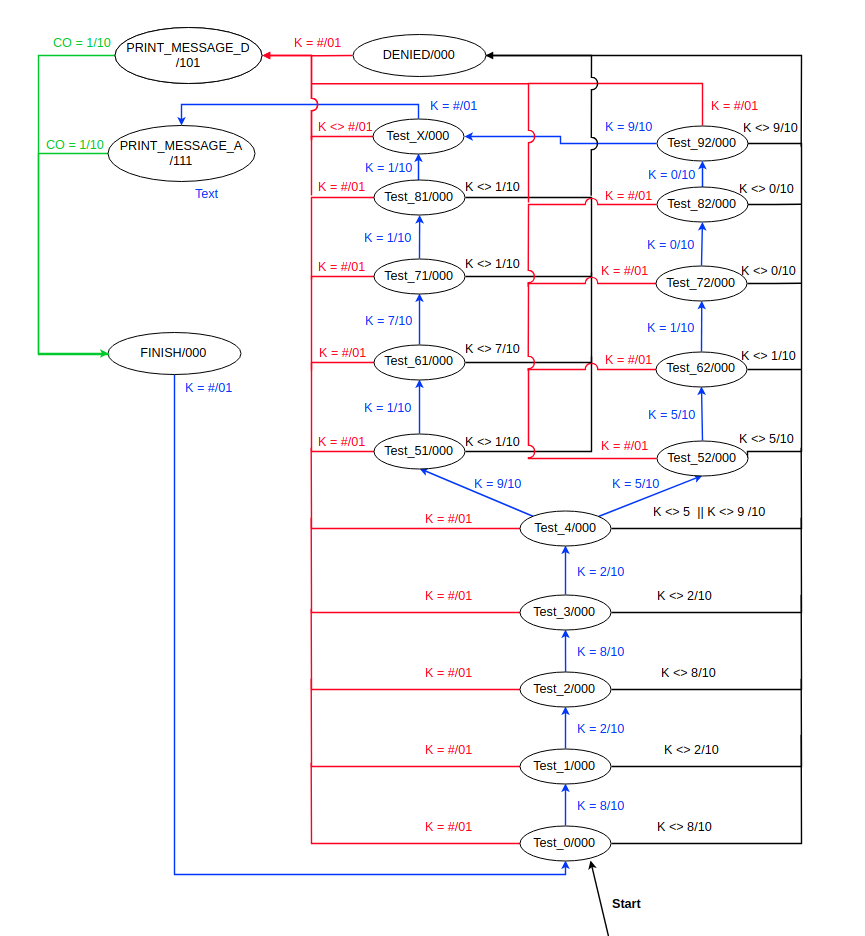 CO = 1/10
PRINT_MESSAGE_D
/101
K = #/01
DENIED/000
K = #/01
K = #/01
CO = 1/10
PRINT_MESSAGE_A
/111
Text
K <> #/01
Test_X/000
K = 9/10
Test_92/000
K <> 9/10
K = 1/10
K = #/01
Test_81/000
K <> 1/10
K = 0/10
K = #/01
Test_82/000
K <> 0/10
K = 1/10
K = 0/10
K = #/01
Test_71/000
K <> 1/10
K = #/01
Test_72/000
K <> 0/10
K = 7/10
K = 1/10
FINISH/000
K = #/01
Test_61/000
K <> 7/10
K = #/01
Test_62/000
K <> 1/10
K = #/01
K = 1/10
K = 5/10
K = #/01
Test_51/000
K <> 1/10
K = #/01
Test_52/000
K <> 5/10
K = 9/10
K = 5/10
K = #/01
Test_4/000
K <> 5  || K <> 9 /10
K = 2/10
K = #/01
Test_3/000
K <> 2/10
K = 8/10
K = #/01
Test_2/000
K <> 8/10
K = 2/10
K = #/01
Test_1/000
K <> 2/10
K = 8/10
K = #/01
Test_0/000
K <> 8/10
Start